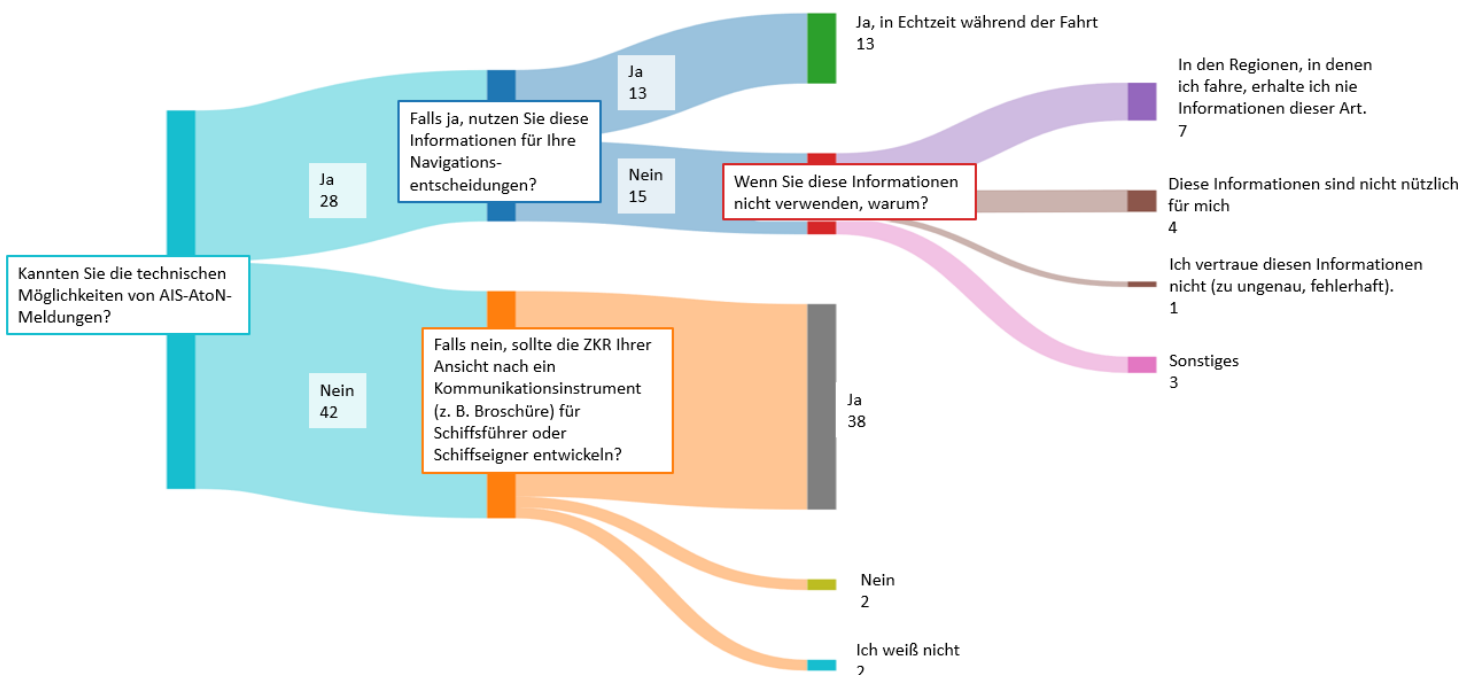 Kannten Sie die technischen
Möglichkeiten von AIS-AtoN-
Meldungen?
Ja
28
Nein
42
Falls ja, nutzen Sie diese
Informationen für Ihre
Navigations-
entscheidungen?
Falls nein, sollte die ZKR Ihrer
Ansicht nach ein
Kommunikationsinstrument
(z. B. Broschüre) für
Schiffsführer oder
Schiffseigner entwickeln?
Ja
13
Nein
15
Ja, in Echtzeit während der Fahrt
13
Wenn Sie diese Informationen
nicht verwenden, warum?
Ja
38
Nein
2
Ich weiß nicht
2
In den Regionen, in denen
ich fahre, erhalte ich nie
Informationen dieser Art.
7
Diese Informationen sind nicht nützlich
für mich
4
Ich vertraue diesen Informationen
nicht (zu ungenau, fehlerhaft).
1
Sonstiges
3